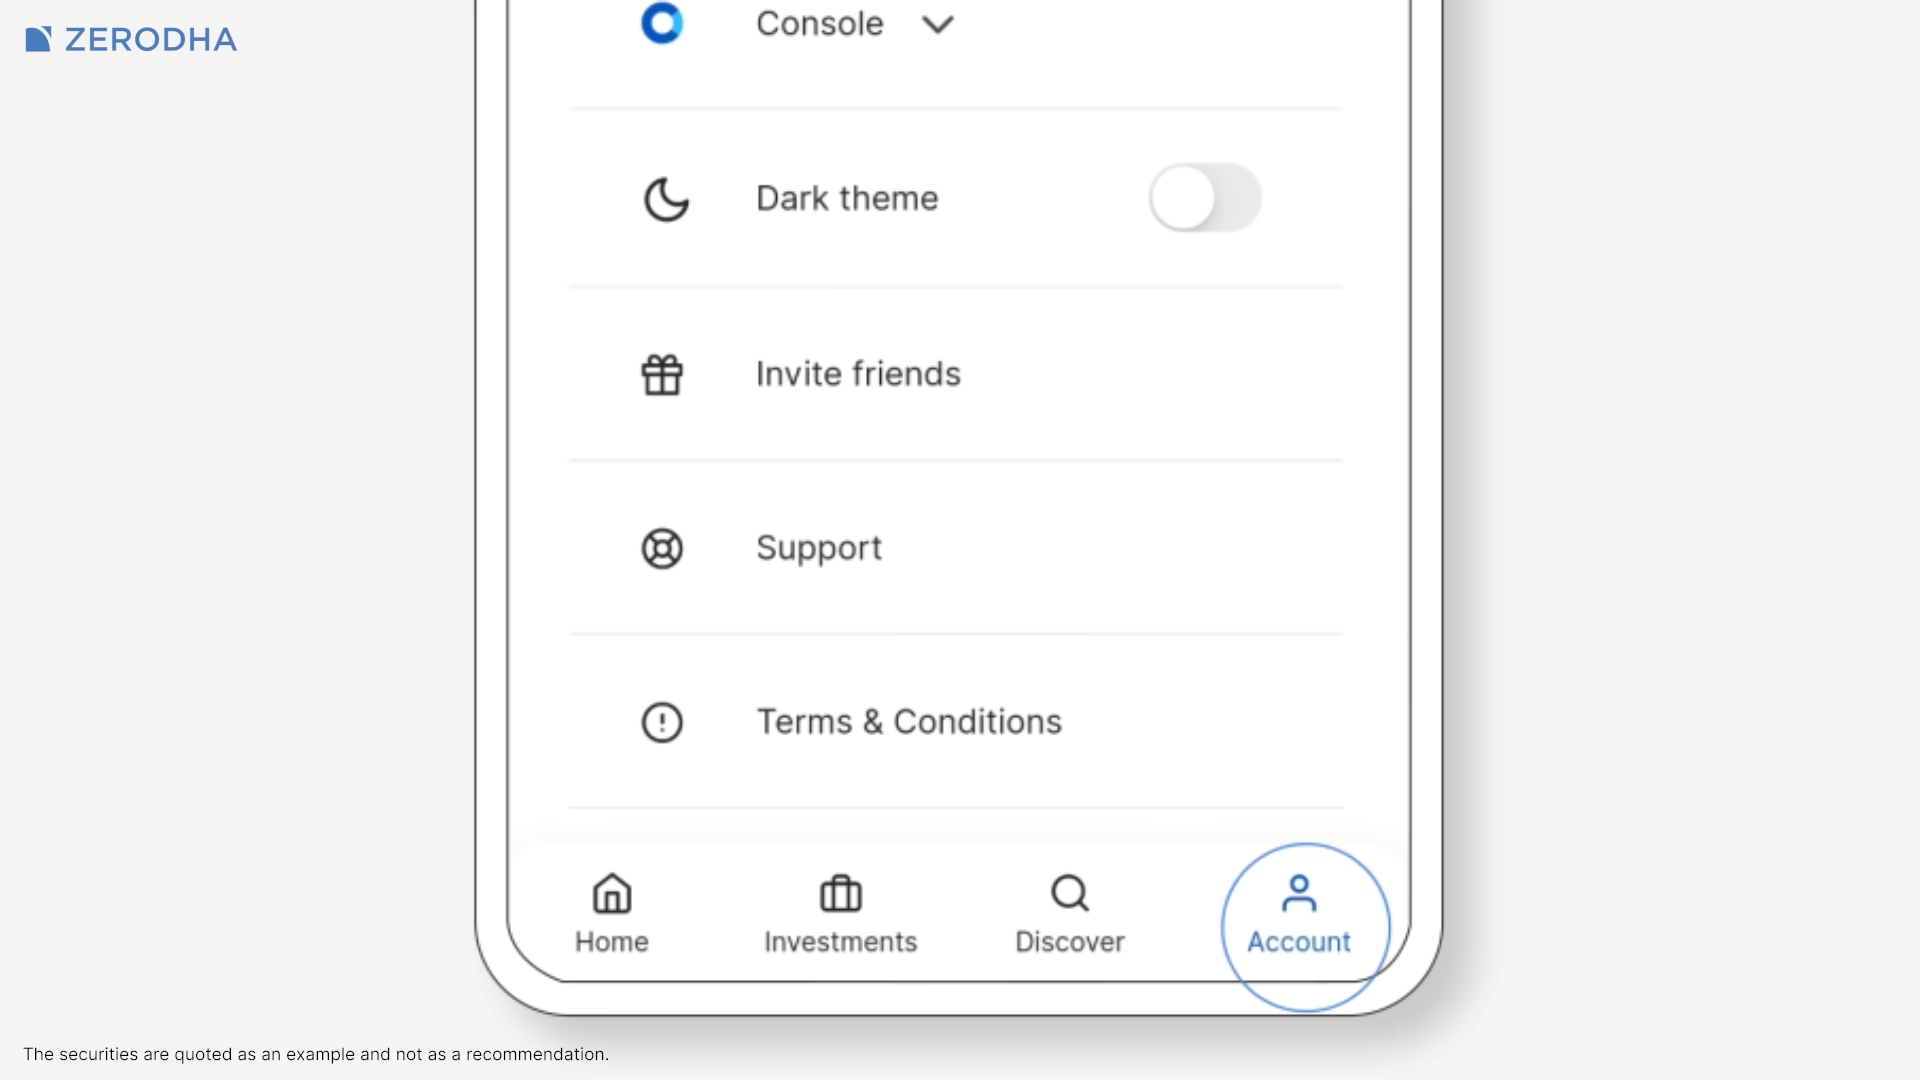 ZERODHA
Console
Dark theme
Invite friends
Support
Terms & Conditions
Home
Investments
Discover
Account
The securities are quoted as an example and not as a recommendation.